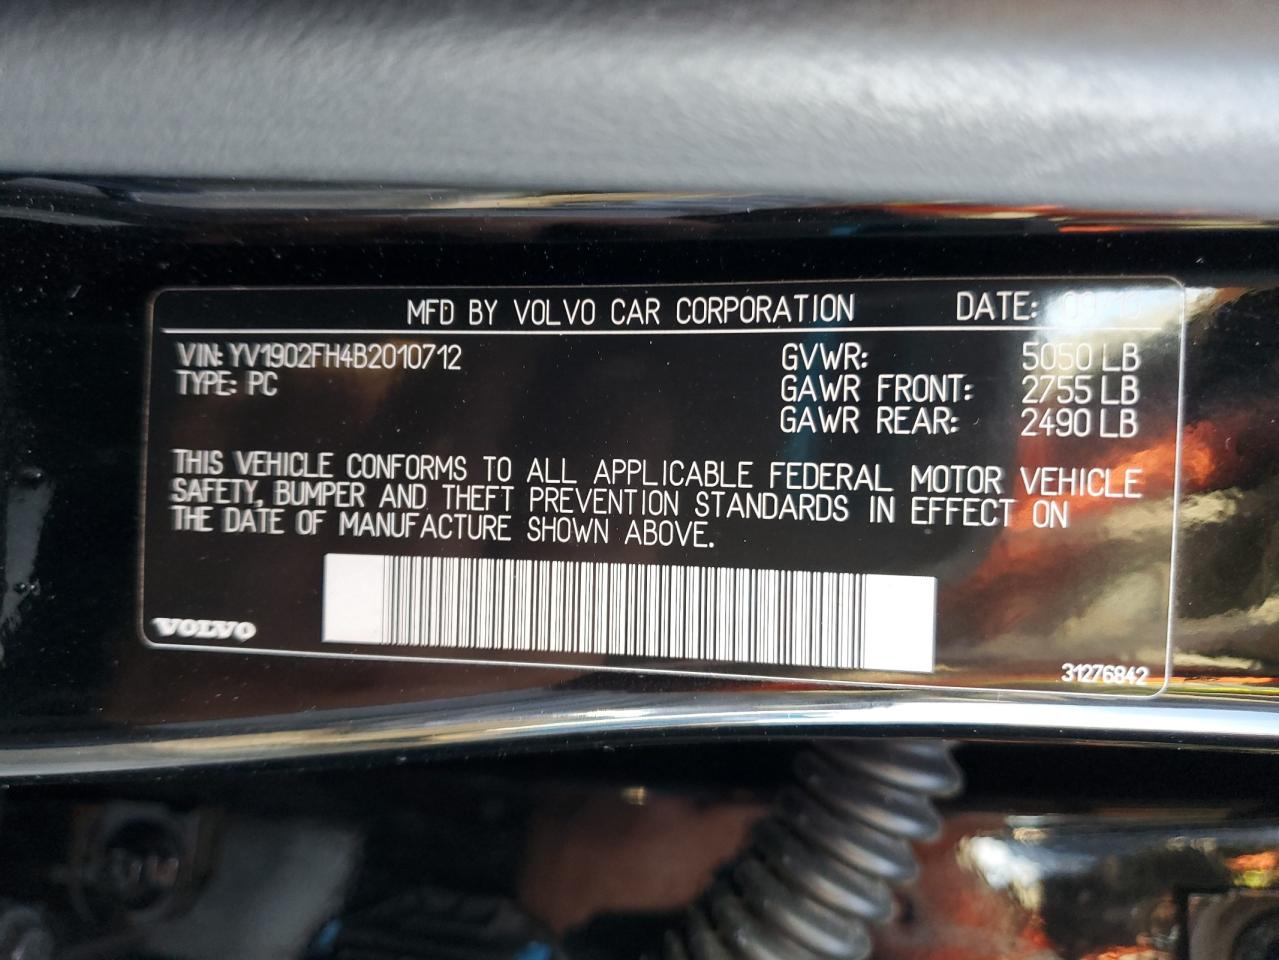 MFD BY VOLVO CAR CORPORATION DATE:
VIN: YV1902FH4B2010712 GVWR: 5050 LB
TYPE: PC GAWR FRONT: 2755 LB
GAWR REAR: 2490 LB
THIS VEHICLE CONFORMS TO ALL APPLICABLE FEDERAL MOTOR VEHICLE
SAFETY, BUMPER AND THEFT PREVENTION STANDARDS IN EFFECT ON
THE DATE OF MANUFACTURE SHOWN ABOVE.
VOLVO
31276842